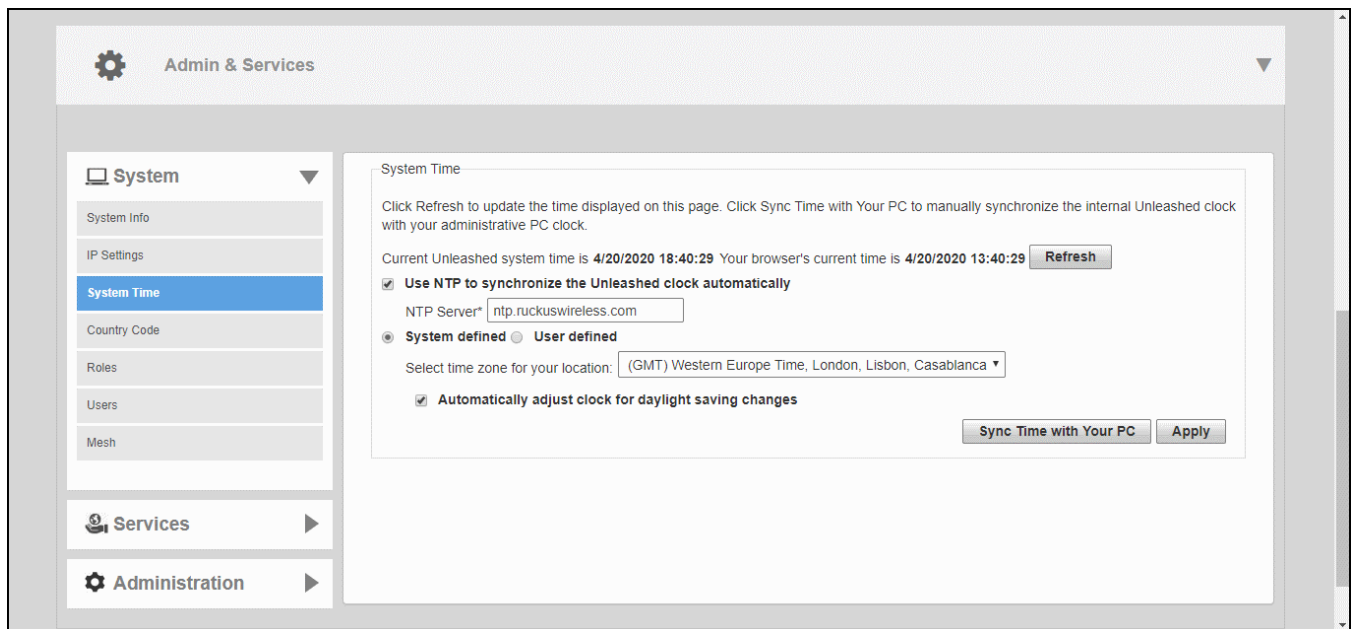 Admin & Services
System
System Info
IP Settings
System Time
Country Code
Roles
Users
Mesh
Services
Administration
System Time
Click Refresh to update the time displayed on this page. Click Sync Time with Your PC to manually synchronize the internal Unleashed clock
with your administrative PC clock.
Current Unleashed system time is 4/20/2020 18:40:29 Your browser's current time is 4/20/2020 13:40:29 Refresh
Use NTP to synchronize the Unleashed clock automatically
NTP Server* ntp.ruckuswireless.com
System defined User defined
Select time zone for your location: (GMT) Western Europe Time, London, Lisbon, Casablanca
Automatically adjust clock for daylight saving changes
Sync Time with Your PC Apply